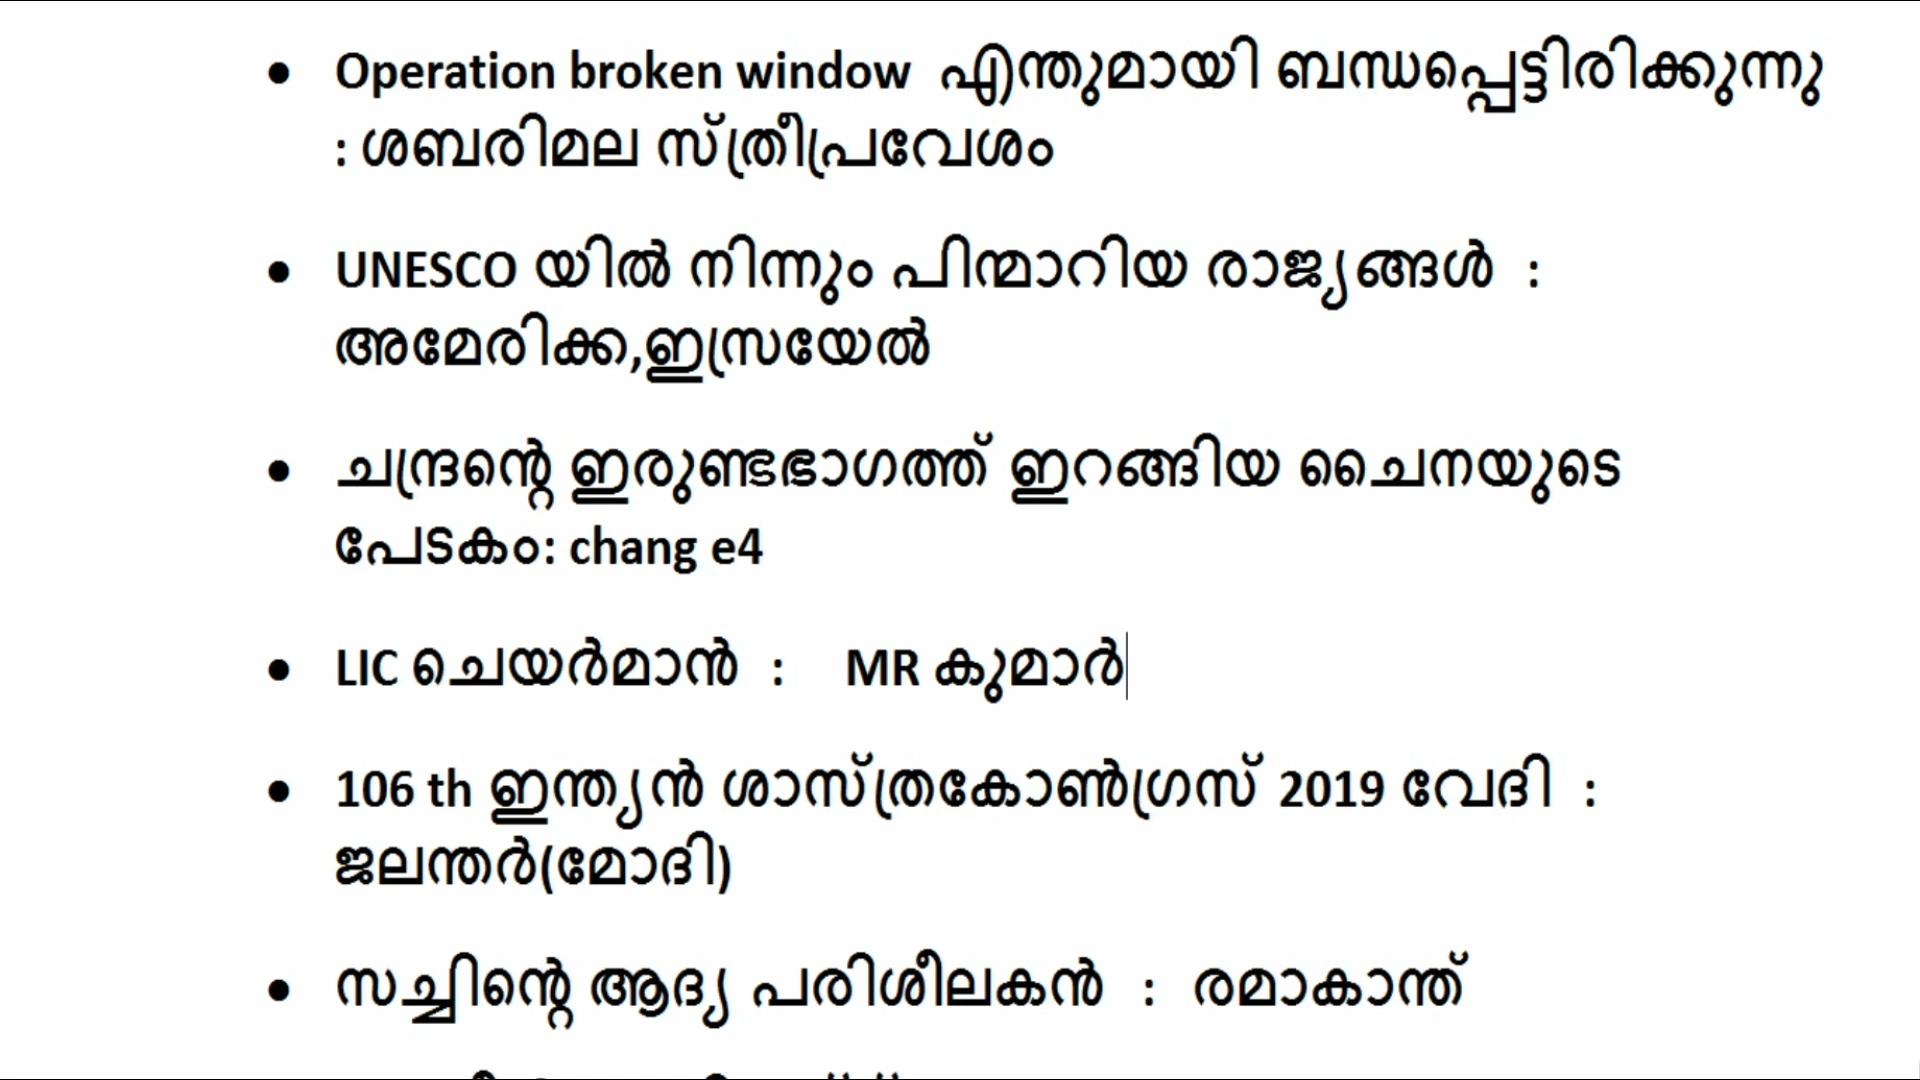 • Operation broken window എന്തുമായി ബന്ധപ്പെട്ടിരിക്കുന്നു
: ശബരിമല സ്ത്രീപ്രവേശം
• UNESCO യിൽ നിന്നും പിന്മാറിയ രാജ്യങ്ങൾ :
അമേരിക്ക,ഇസ്രയേൽ
• ചന്ദ്രന്റെ ഇരുണ്ടഭാഗത്ത് ഇറങ്ങിയ ചൈനയുടെ
പേടകം: chang e4
• LIC ചെയർമാൻ : MR കുമാർ
• 106 th ഇന്ത്യൻ ശാസ്ത്രകോൺഗ്രസ് 2019 വേദി :
ജലന്തർ(മോദി)
• സച്ചിന്റെ ആദ്യ പരിശീലകൻ : രമാകാന്ത്